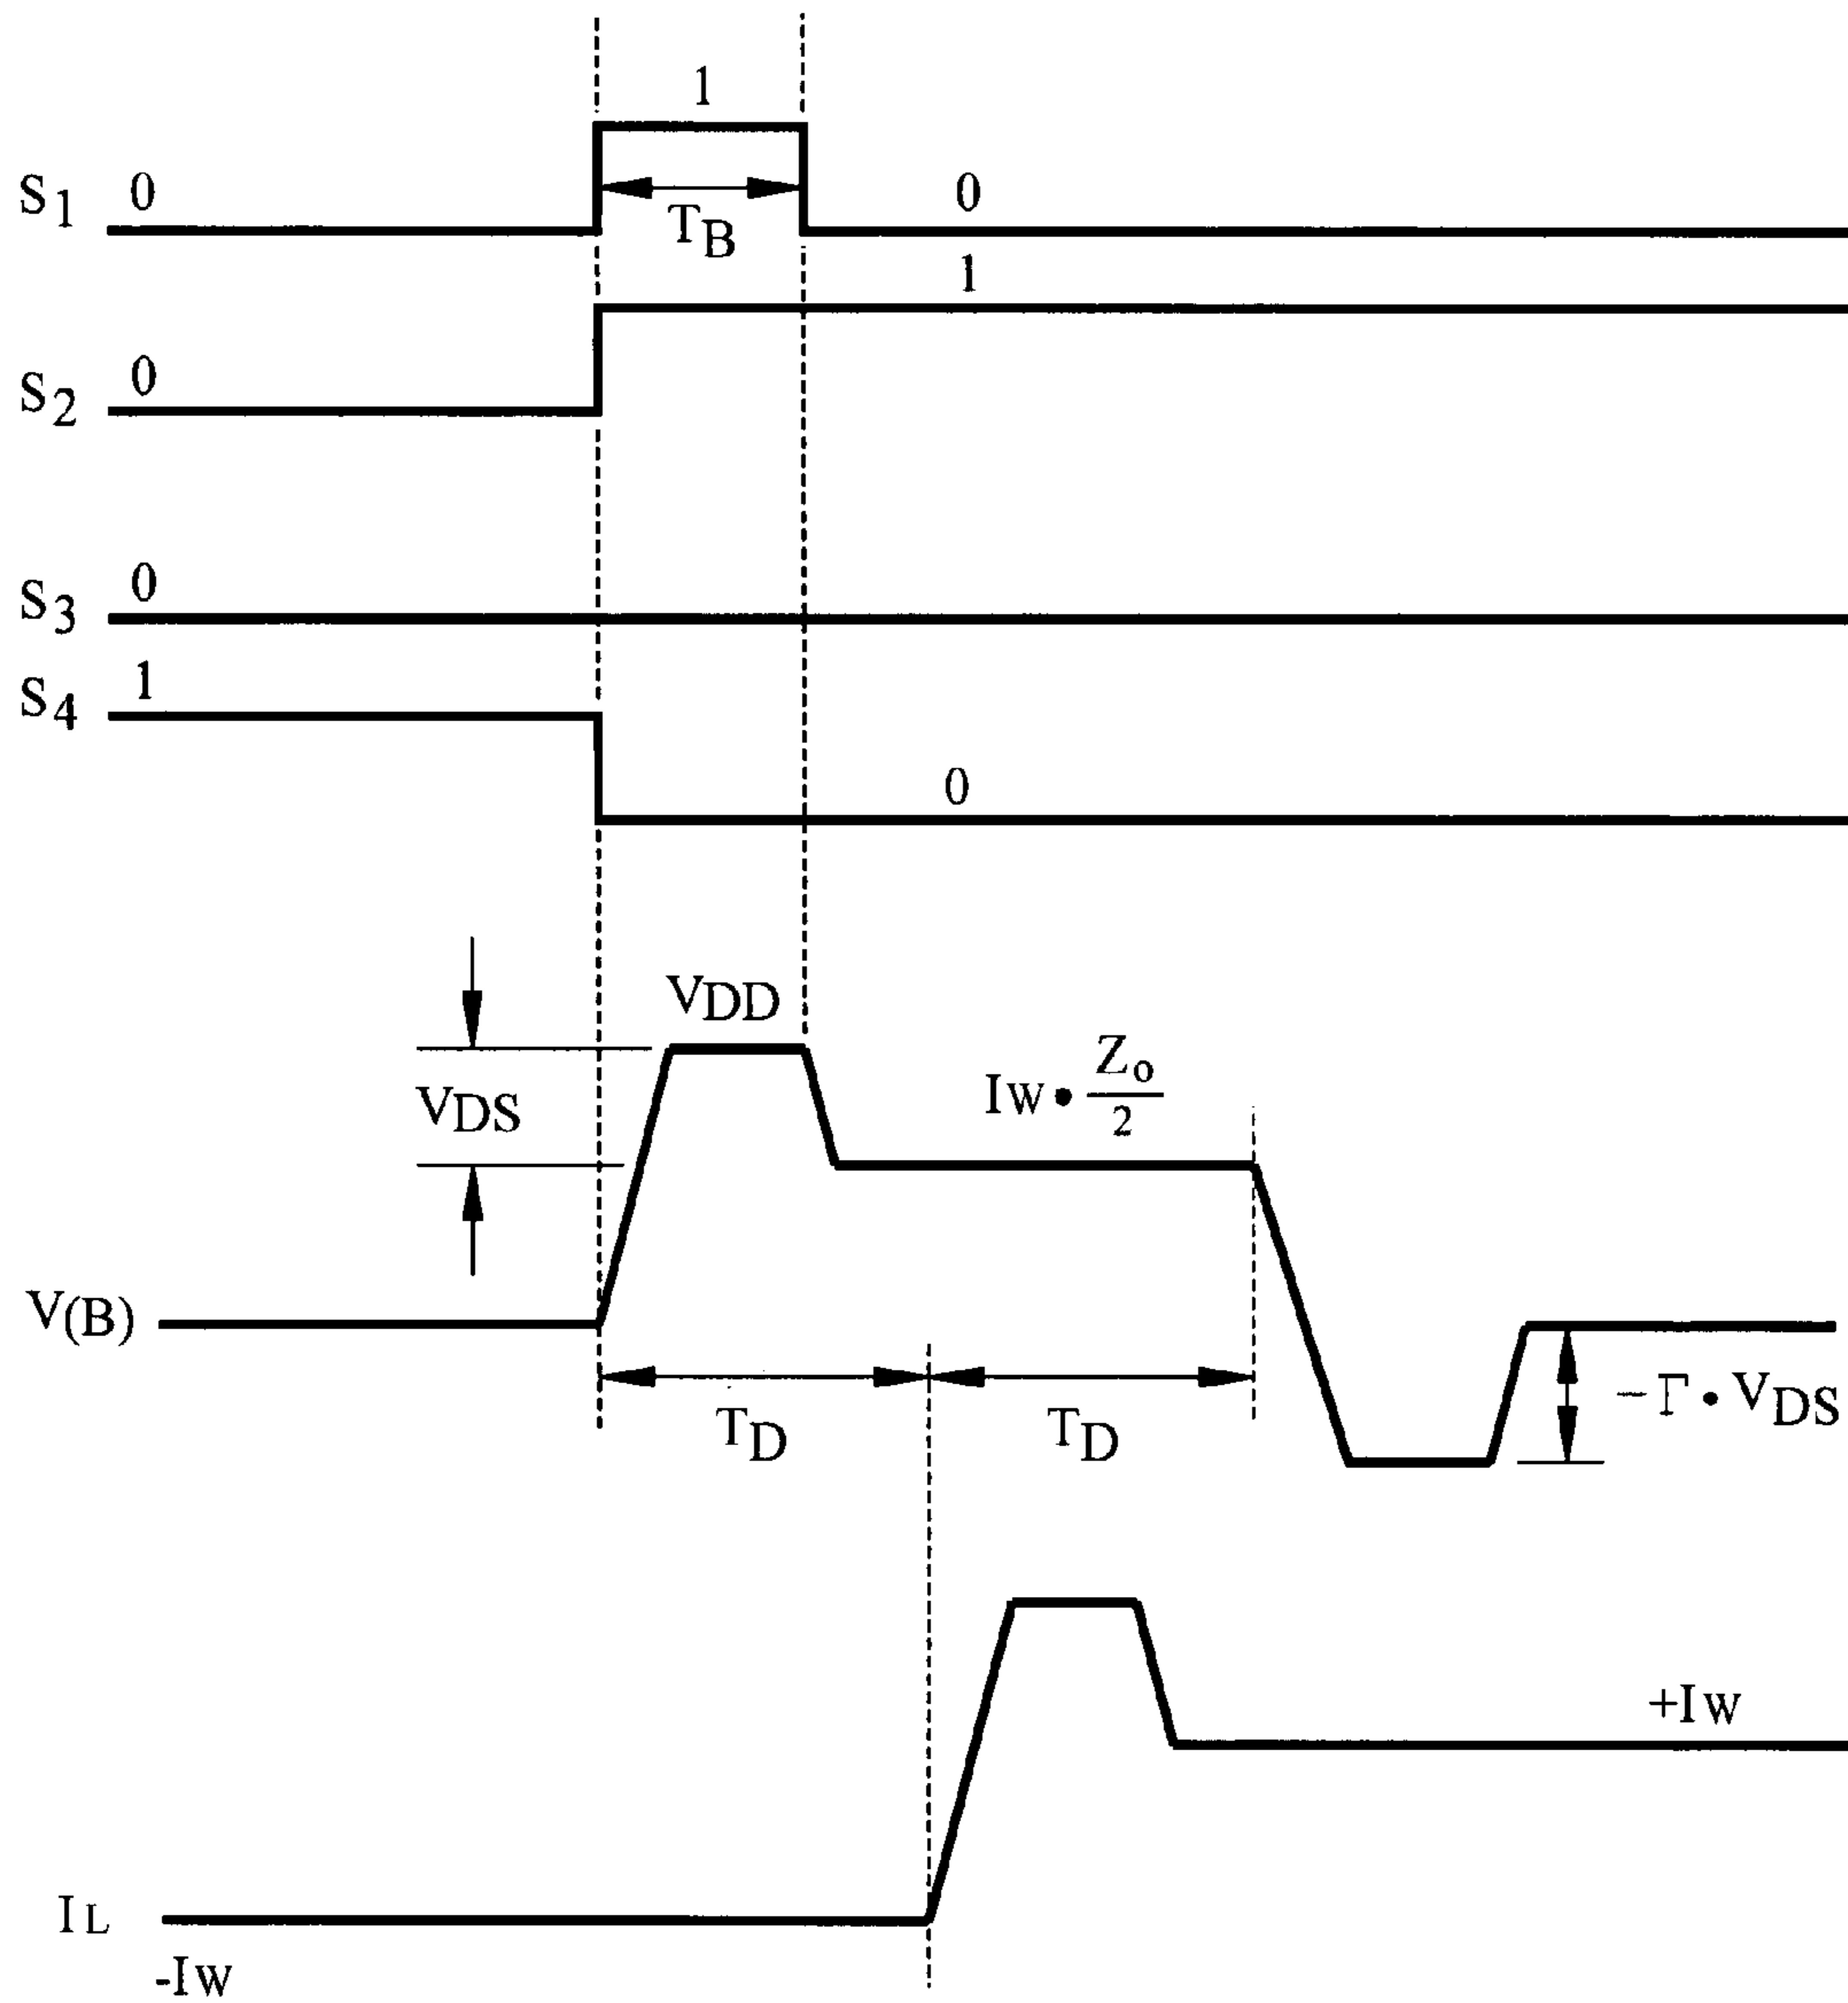 1
S1 0 0
TB
1
S2 0
S3 0
S4 1
0
VDD
VDS
Iw • Zo/2
V(B)
TD TD
−Γ • VDS
+Iw
IL
-Iw